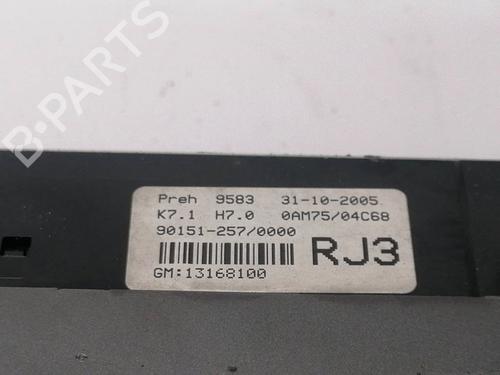 B-PARTS
Preh 9583 31-10-2005
K7.1 H7.0 0AM75/04C68
90151-257/0000
RJ3
GM:13168100